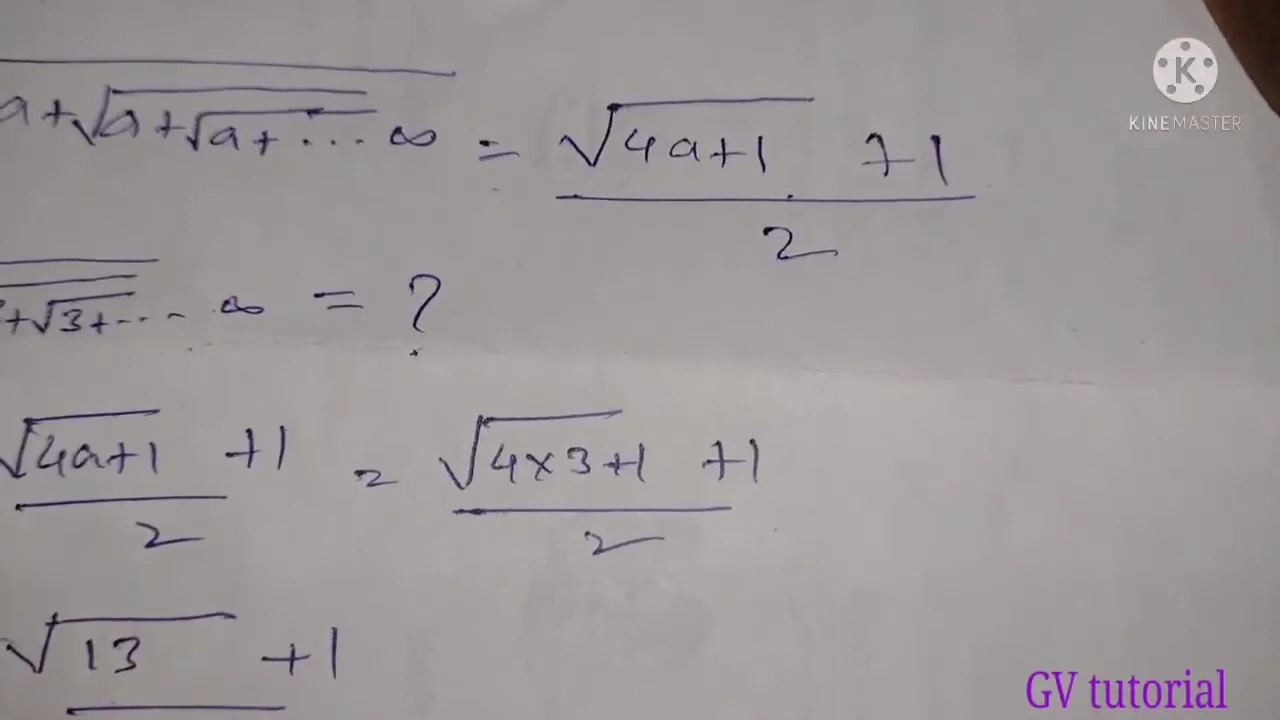 a+√a+√a+...∞ = √4a+1 +1
2
+√3+... ∞ = ?
√4a+1 +1 = √4×3+1 +1
2 2
√13 +1
K
KINEMASTER
GV tutorial